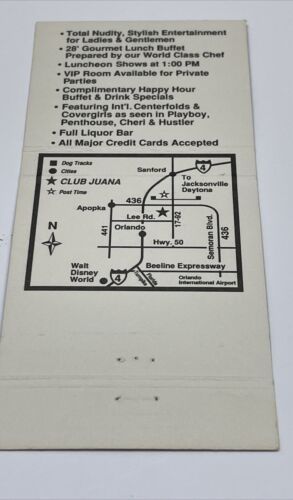 • Total Nudity, Stylish Entertainment
for Ladies & Gentlemen
• 28' Gourmet Lunch Buffet
Prepared by our World Class Chef
• Luncheon Shows at 1:00 PM
• VIP Room Available for Private
Parties
• Complimentary Happy Hour
Buffet & Drink Specials
• Featuring Int'l. Centerfolds &
Covergirls as seen in Playboy,
Penthouse, Cheri & Hustler
• Full Liquor Bar
• All Major Credit Cards Accepted
Dog Tracks
Cities
CLUB JUANA
Post Time
Sanford
4
To
Jacksonville
Daytona
Apopka
436
Lee Rd.
Orlando
N
441
17-92
Semoran Blvd.
436
Hwy. 50
Walt
Disney
World
4
Florida
Turnpike
Beeline Expressway
Orlando
International Airport